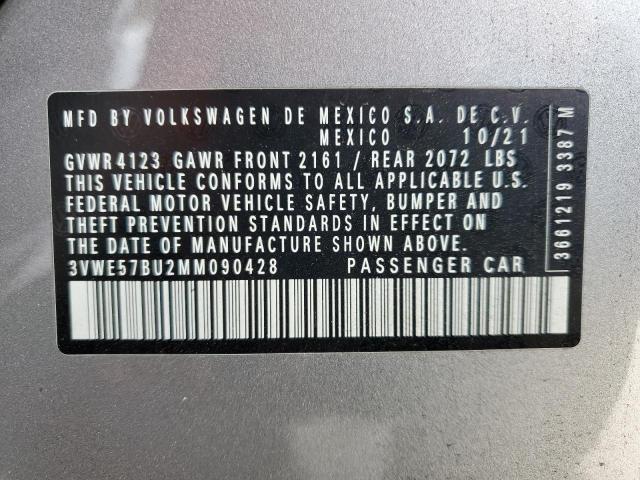 MFD BY VOLKSWAGEN DE MEXICO S.A. DE C.V.
MEXICO 10/21
GVWR 4123 GAWR FRONT 2161 / REAR 2072 LBS
THIS VEHICLE CONFORMS TO ALL APPLICABLE U.S.
FEDERAL MOTOR VEHICLE SAFETY, BUMPER AND
THEFT PREVENTION STANDARDS IN EFFECT ON
THE DATE OF MANUFACTURE SHOWN ABOVE.
3VWE57BU2MM090428 PASSENGER CAR
3661219 3387 M